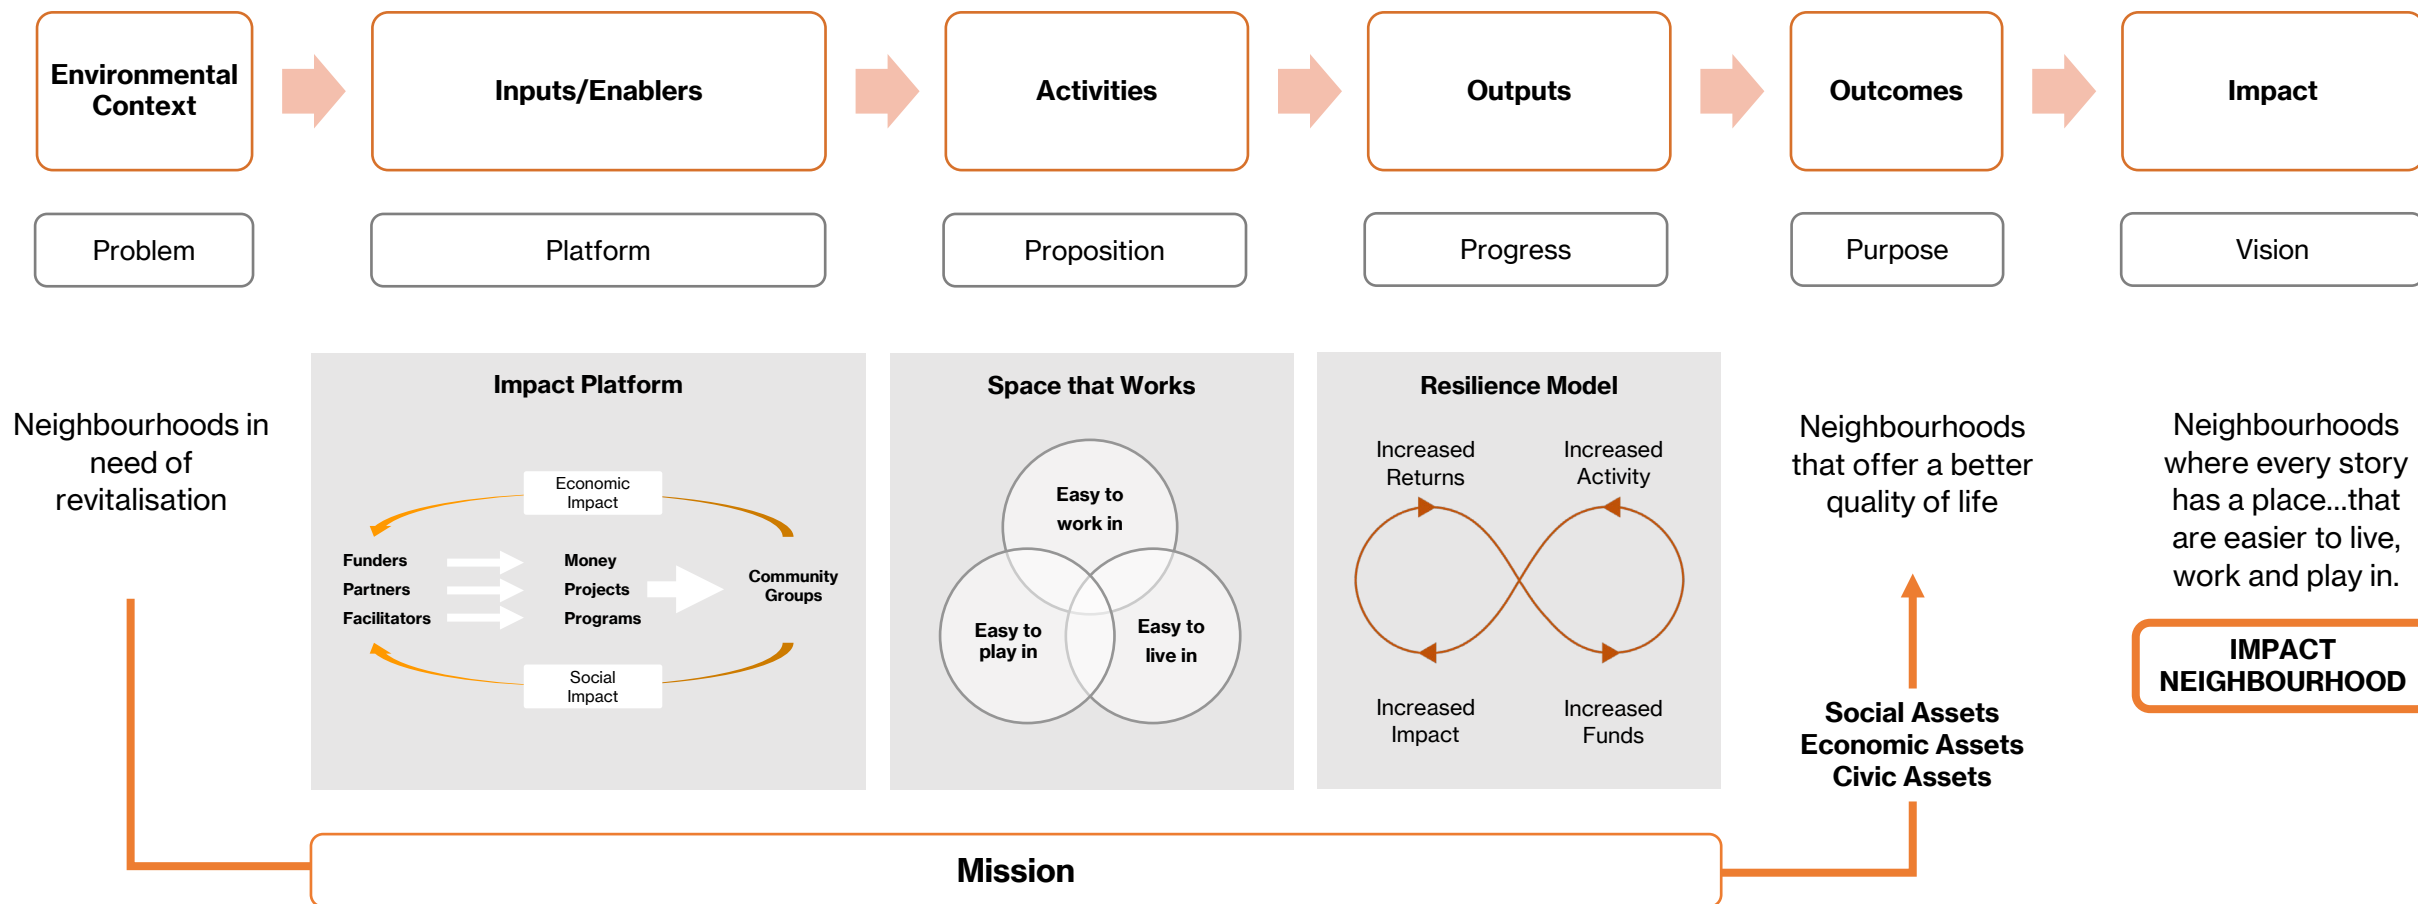 Environmental
Context
Inputs/Enablers
Activities
Outputs
Outcomes
Impact
Problem
Platform
Proposition
Progress
Purpose
Vision
Neighbourhoods in
need of
revitalisation
Impact Platform
Economic
Impact
Funders
Partners
Facilitators
Money
Projects
Programs
Community
Groups
Social
Impact
Space that Works
Easy to
work in
Easy to
play in
Easy to
live in
Resilience Model
Increased
Returns
Increased
Activity
Increased
Impact
Increased
Funds
Neighbourhoods
that offer a better
quality of life
Social Assets
Economic Assets
Civic Assets
Neighbourhoods
where every story
has a place...that
are easier to live,
work and play in.
IMPACT
NEIGHBOURHOOD
Mission